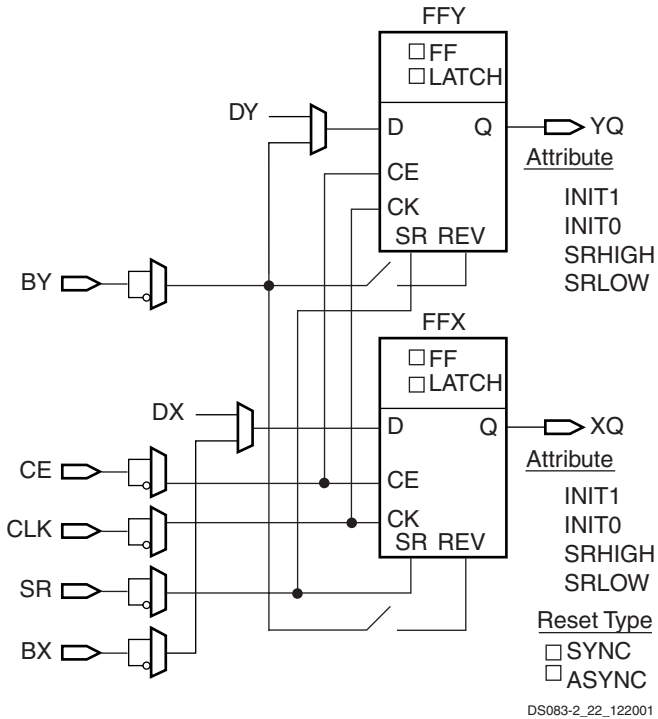 FFY
FF
LATCH
DY
D
Q
YQ
CE
CK
SR REV
Attribute
INIT1
INIT0
SRHIGH
SRLOW
BY
FFX
FF
LATCH
DX
D
Q
XQ
CE
CE
CLK
CK
SR REV
Attribute
INIT1
INIT0
SRHIGH
SRLOW
SR
BX
Reset Type
SYNC
ASYNC
DS083-2_22_122001